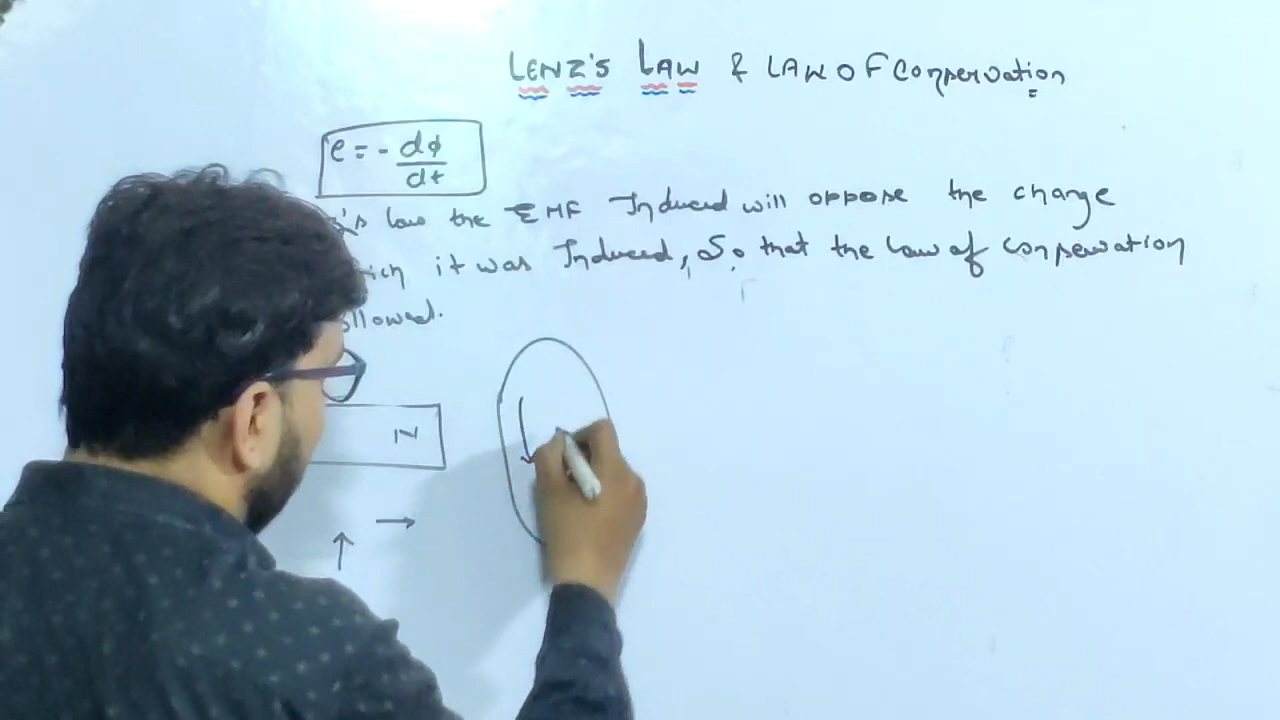 LENZ'S LAW & LAW OF Conservation
e = - dϕ/dt
's law the EMF Induced will oppose the change
ich it was Induced, So that the law of conservation
ollowed.
N